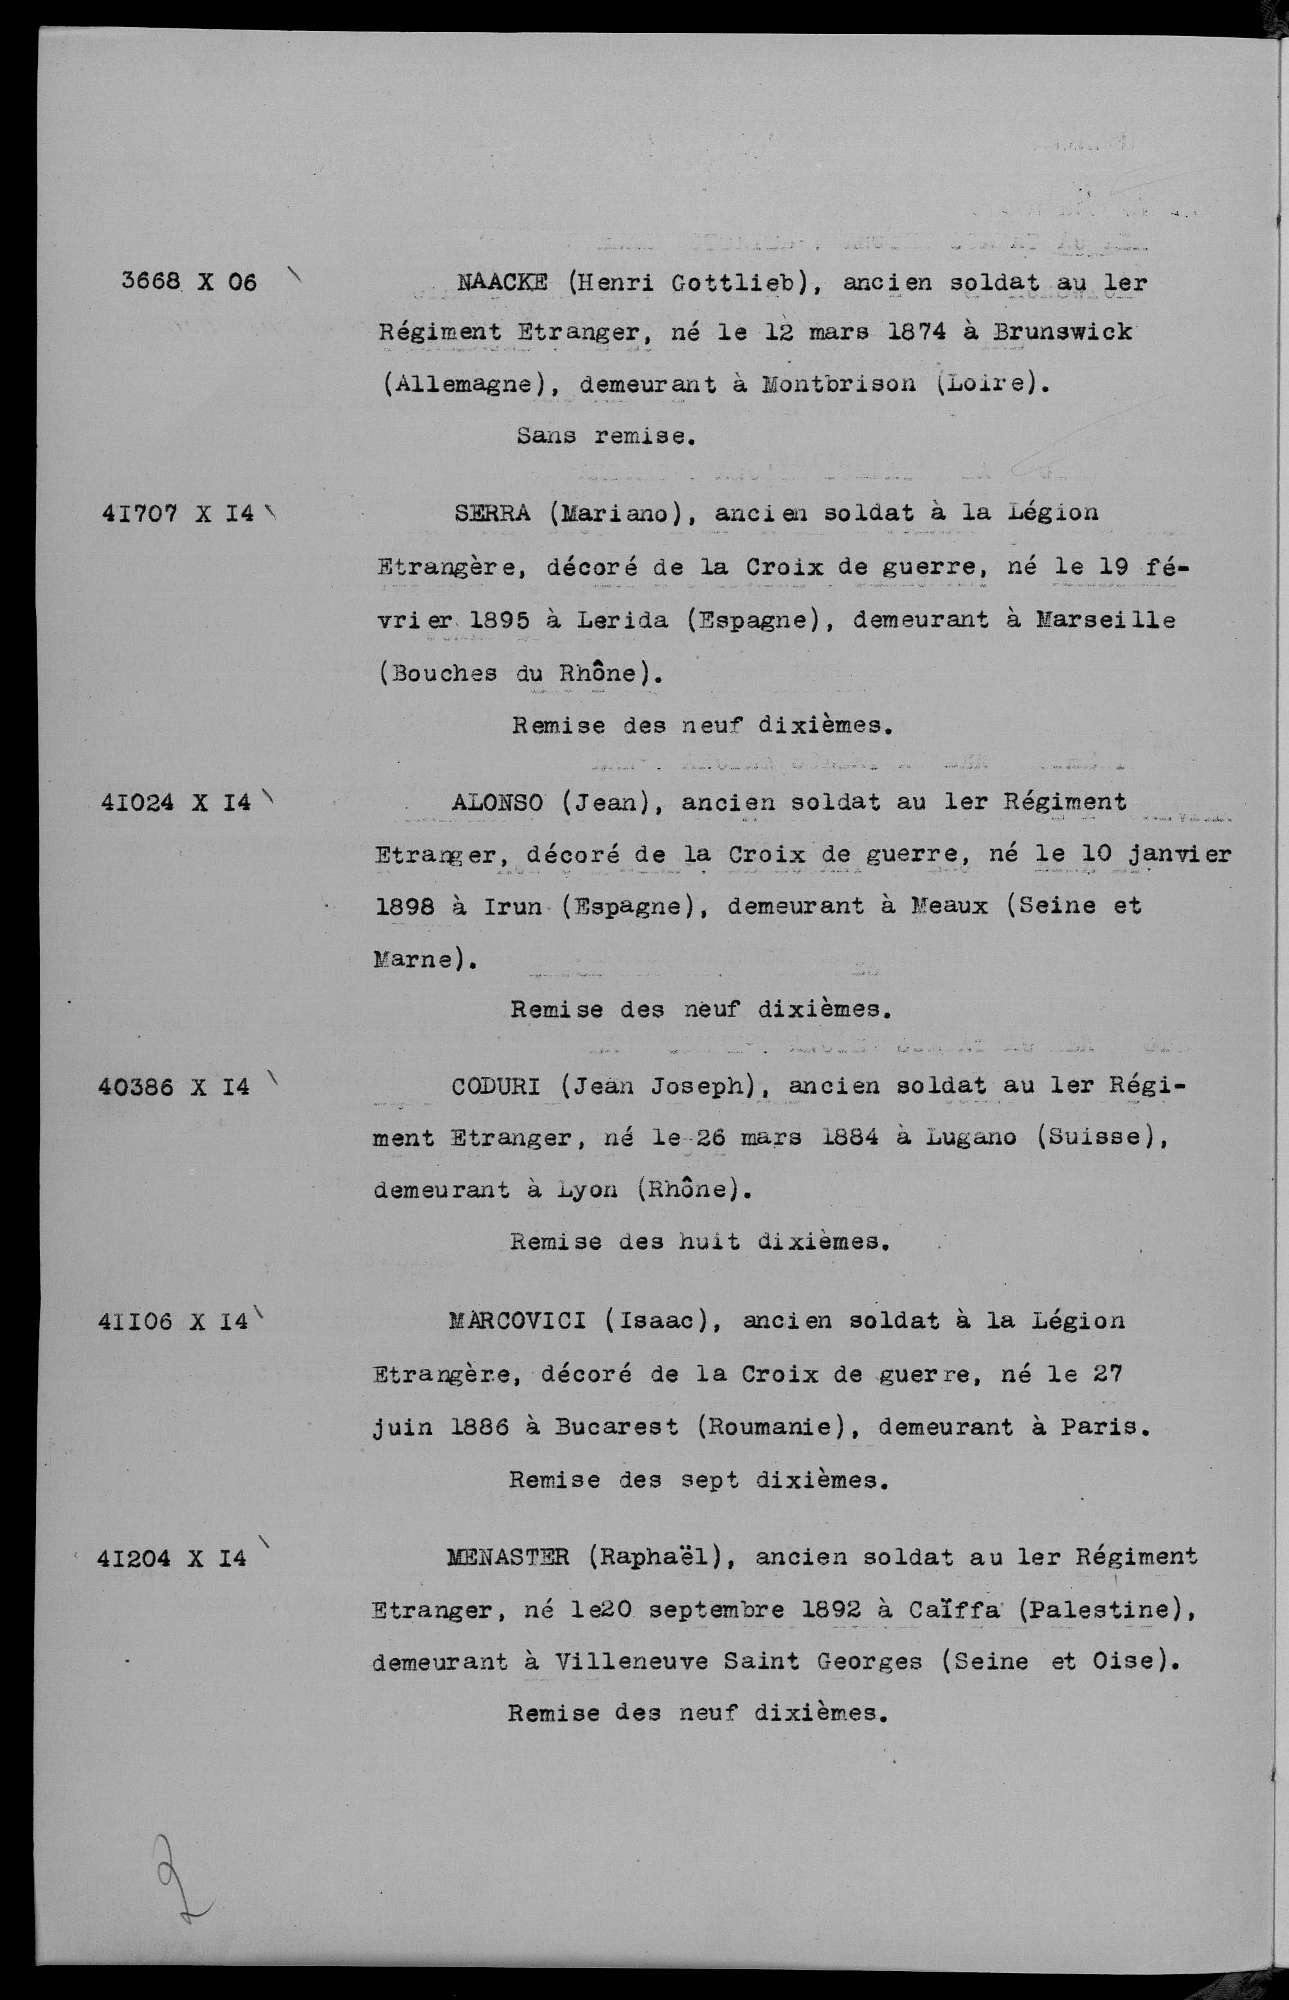 3668 X 06 \ NAACKE (Henri Gottlieb), ancien soldat au 1er
Régiment Etranger, né le 12 mars 1874 à Brunswick
(Allemagne), demeurant à Montbrison (Loire).
Sans remise.
41707 X 14 \ SERRA (Mariano), ancien soldat à la Légion
Etrangère, décoré de la Croix de guerre, né le 19 fé-
vrier 1895 à Lerida (Espagne), demeurant à Marseille
(Bouches du Rhône).
Remise des neuf dixièmes.
41024 X 14 \ ALONSO (Jean), ancien soldat au 1er Régiment
Etranger, décoré de la Croix de guerre, né le 10 janvier
1898 à Irun (Espagne), demeurant à Meaux (Seine et
Marne).
Remise des neuf dixièmes.
40386 X 14 \ CODURI (Jean Joseph), ancien soldat au 1er Régi-
ment Etranger, né le 26 mars 1884 à Lugano (Suisse),
demeurant à Lyon (Rhône).
Remise des huit dixièmes.
41106 X 14 \ MARCOVICI (Isaac), ancien soldat à la Légion
Etrangère, décoré de la Croix de guerre, né le 27
juin 1886 à Bucarest (Roumanie), demeurant à Paris.
Remise des sept dixièmes.
41204 X 14 \ MENASTER (Raphaël), ancien soldat au 1er Régiment
Etranger, né le20 septembre 1892 à Caïffa (Palestine),
demeurant à Villeneuve Saint Georges (Seine et Oise).
Remise des neuf dixièmes.
2